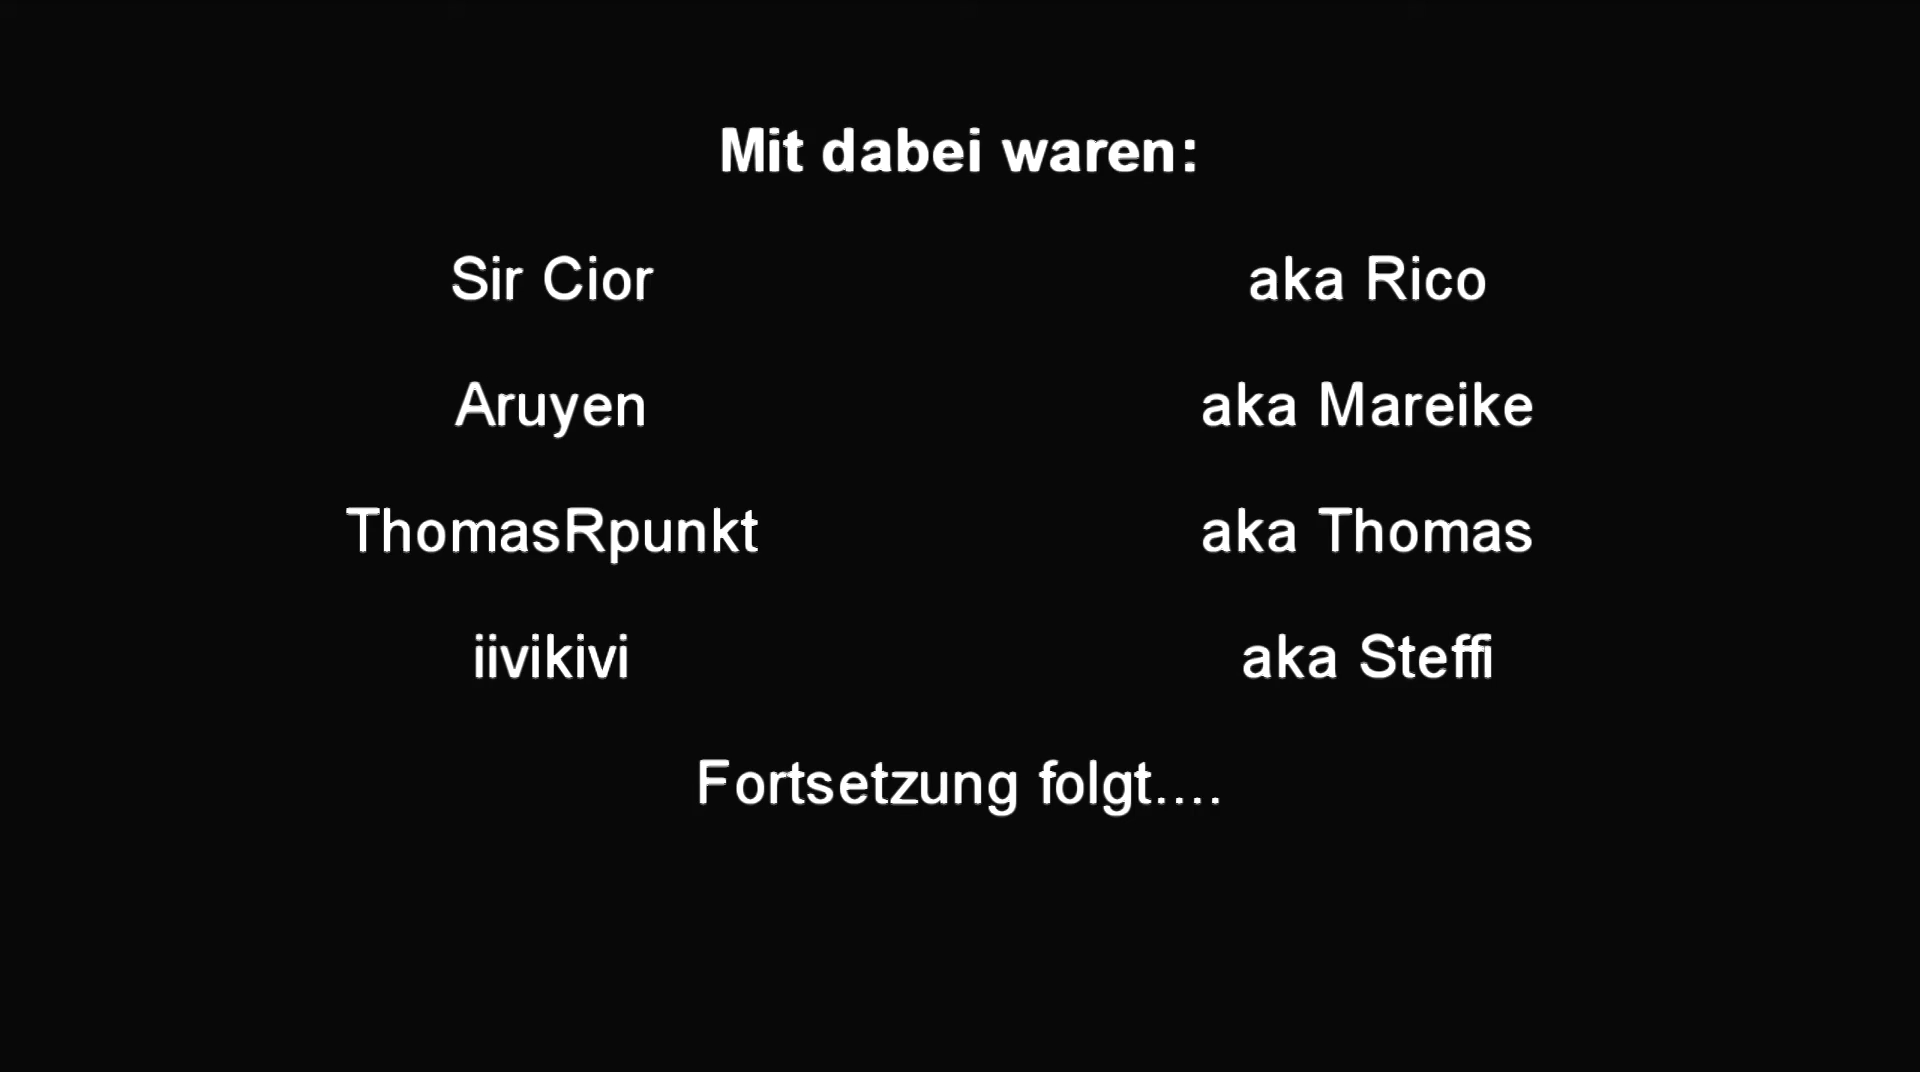 Mit dabei waren:
Sir Cior aka Rico
Aruyen aka Mareike
ThomasRpunkt aka Thomas
iivikivi aka Steffi
Fortsetzung folgt....